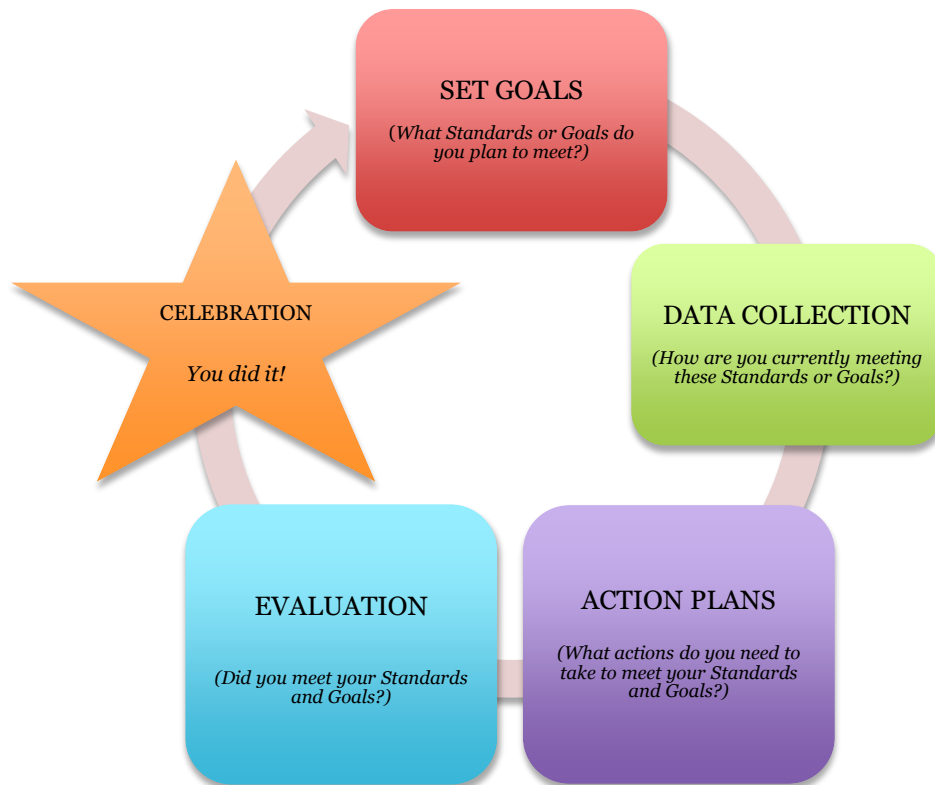 SET GOALS
(What Standards or Goals do
you plan to meet?)
DATA COLLECTION
(How are you currently meeting
these Standards or Goals?)
ACTION PLANS
(What actions do you need to
take to meet your Standards
and Goals?)
EVALUATION
(Did you meet your Standards
and Goals?)
CELEBRATION
You did it!